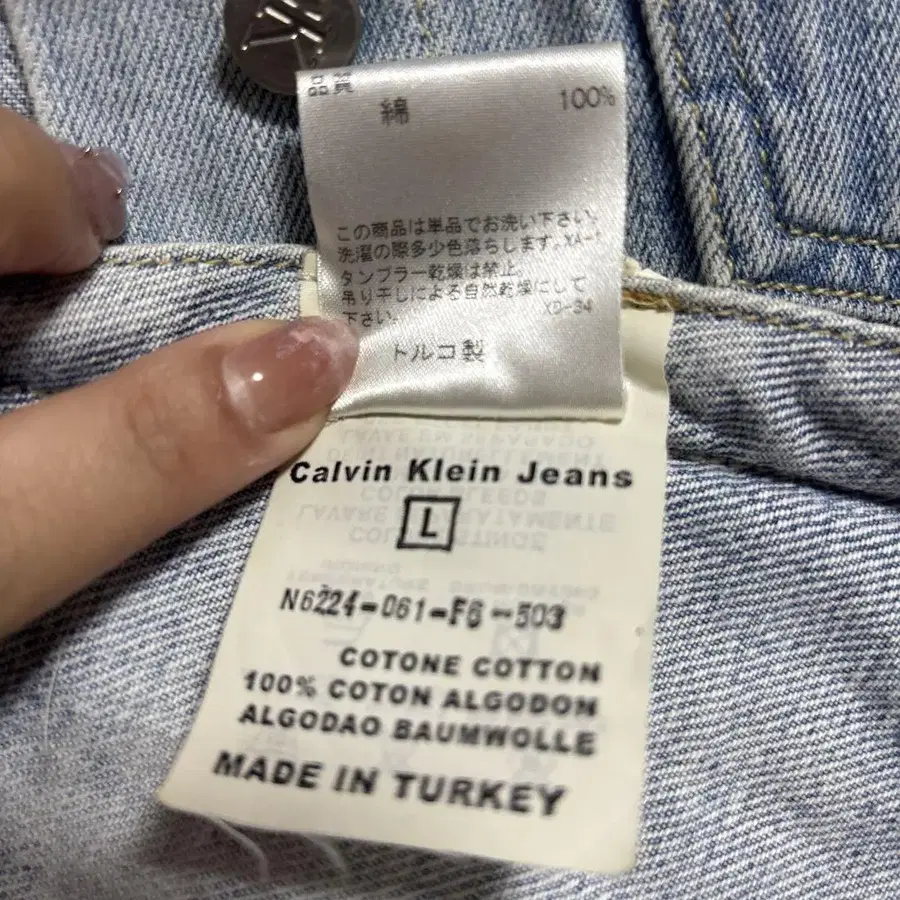 品質
綿 100%
この商品は単品でお洗い下さい。
洗濯の際多少色落ちします。XA-1
タンブラー乾燥は禁止。
吊り干しによる自然乾燥にして
下さい。 XD-94
トルコ製
Calvin Klein Jeans
L
N6224-061-F6-503
COTONE COTTON
100% COTON ALGODON
ALGODAO BAUMWOLLE
MADE IN TURKEY